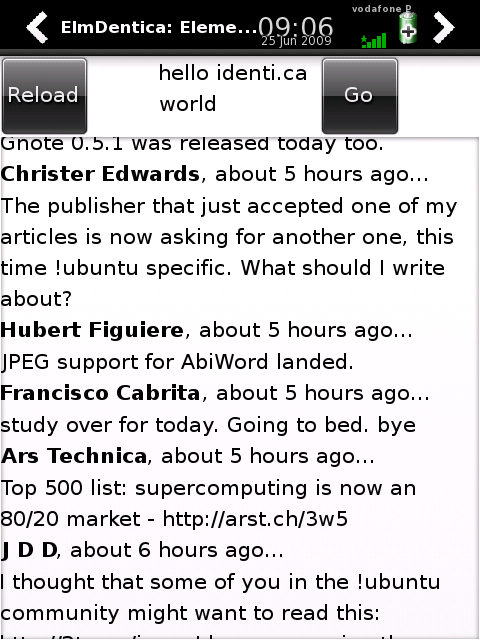 vodafone P
ElmDentica: Eleme...
09:06
25 Jun 2009
Reload
hello identi.ca
world
Go
Gnote 0.5.1 was released today too.
Christer Edwards, about 5 hours ago...
The publisher that just accepted one of my
articles is now asking for another one, this
time !ubuntu specific. What should I write
about?
Hubert Figuiere, about 5 hours ago...
JPEG support for AbiWord landed.
Francisco Cabrita, about 5 hours ago...
study over for today. Going to bed. bye
Ars Technica, about 5 hours ago...
Top 500 list: supercomputing is now an
80/20 market - http://arst.ch/3w5
J D D, about 6 hours ago...
I thought that some of you in the !ubuntu
community might want to read this: